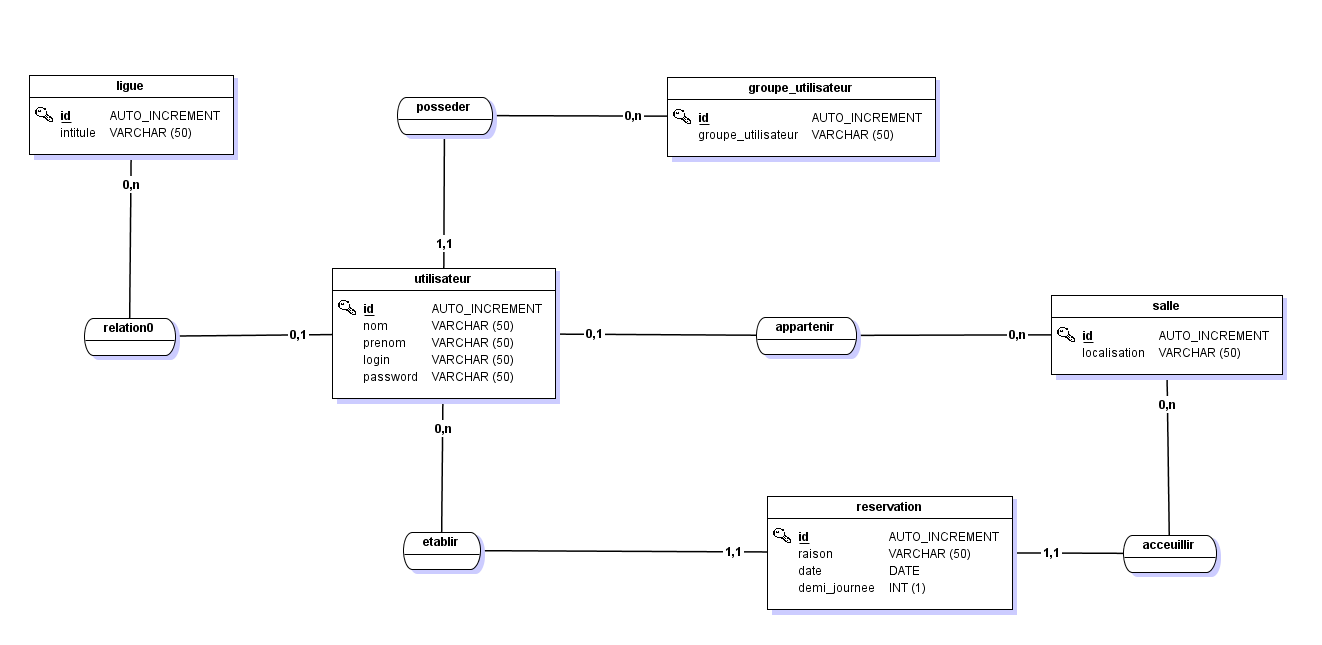 ligue
id AUTO_INCREMENT
intitule VARCHAR (50)
0,n
relation0
0,1
posseder
0,n
1,1
groupe_utilisateur
id AUTO_INCREMENT
groupe_utilisateur VARCHAR (50)
utilisateur
id AUTO_INCREMENT
nom VARCHAR (50)
prenom VARCHAR (50)
login VARCHAR (50)
password VARCHAR (50)
0,1
appartenir
0,n
salle
id AUTO_INCREMENT
localisation VARCHAR (50)
0,n
0,n
etablir
1,1
reservation
id AUTO_INCREMENT
raison VARCHAR (50)
date DATE
demi_journee INT (1)
1,1
acceuillir